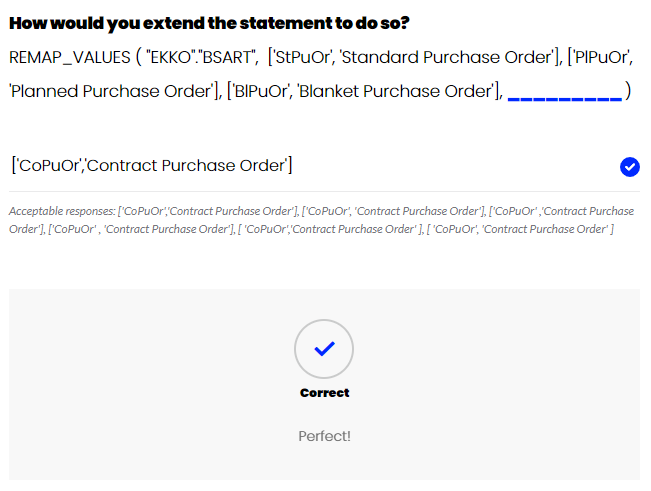 How would you extend the statement to do so?
REMAP_VALUES ( "EKKO"."BSART",  ['StPuOr', 'Standard Purchase Order'], ['PlPuOr',
'Planned Purchase Order'], ['BlPuOr', 'Blanket Purchase Order'], _________ )
['CoPuOr','Contract Purchase Order']
Acceptable responses: ['CoPuOr','Contract Purchase Order'], ['CoPuOr', 'Contract Purchase Order'], ['CoPuOr' ,'Contract Purchase
Order'], ['CoPuOr' , 'Contract Purchase Order'], [ 'CoPuOr','Contract Purchase Order' ], [ 'CoPuOr', 'Contract Purchase Order' ]
Correct
Perfect!